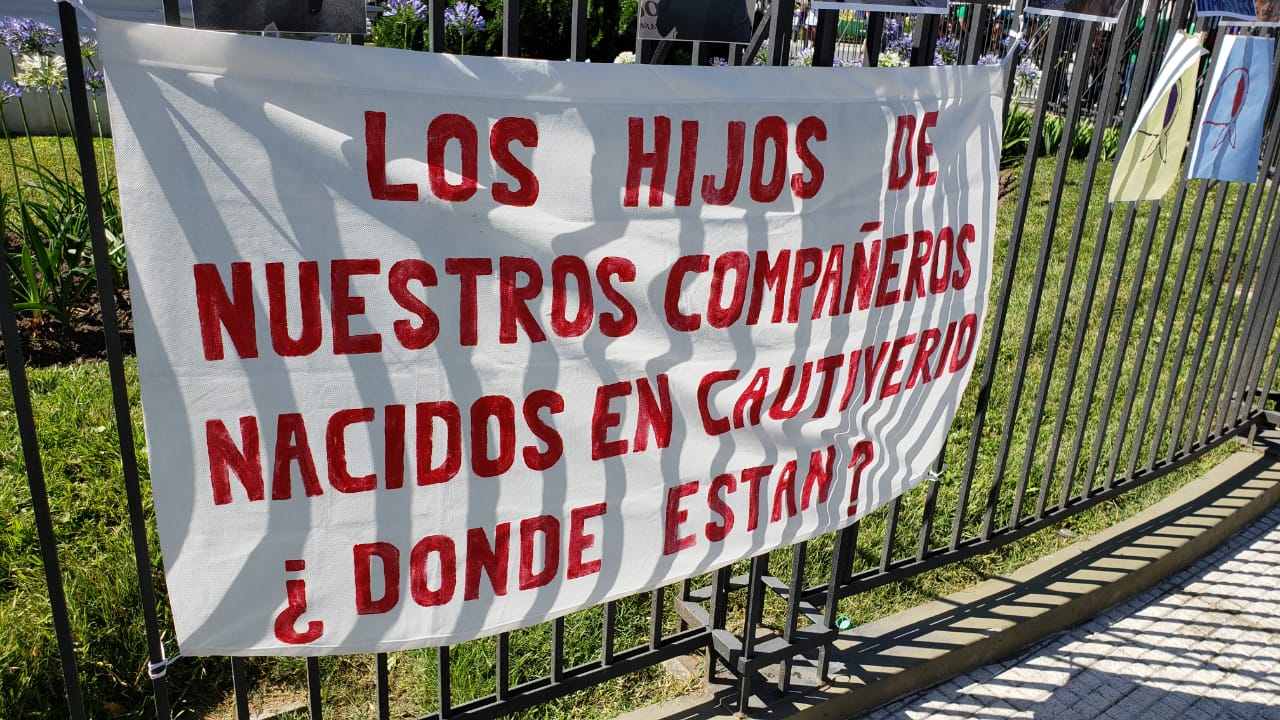 LOS HIJOS DE
NUESTROS COMPAÑEROS
NACIDOS EN CAUTIVERIO
¿DONDE ESTAN?